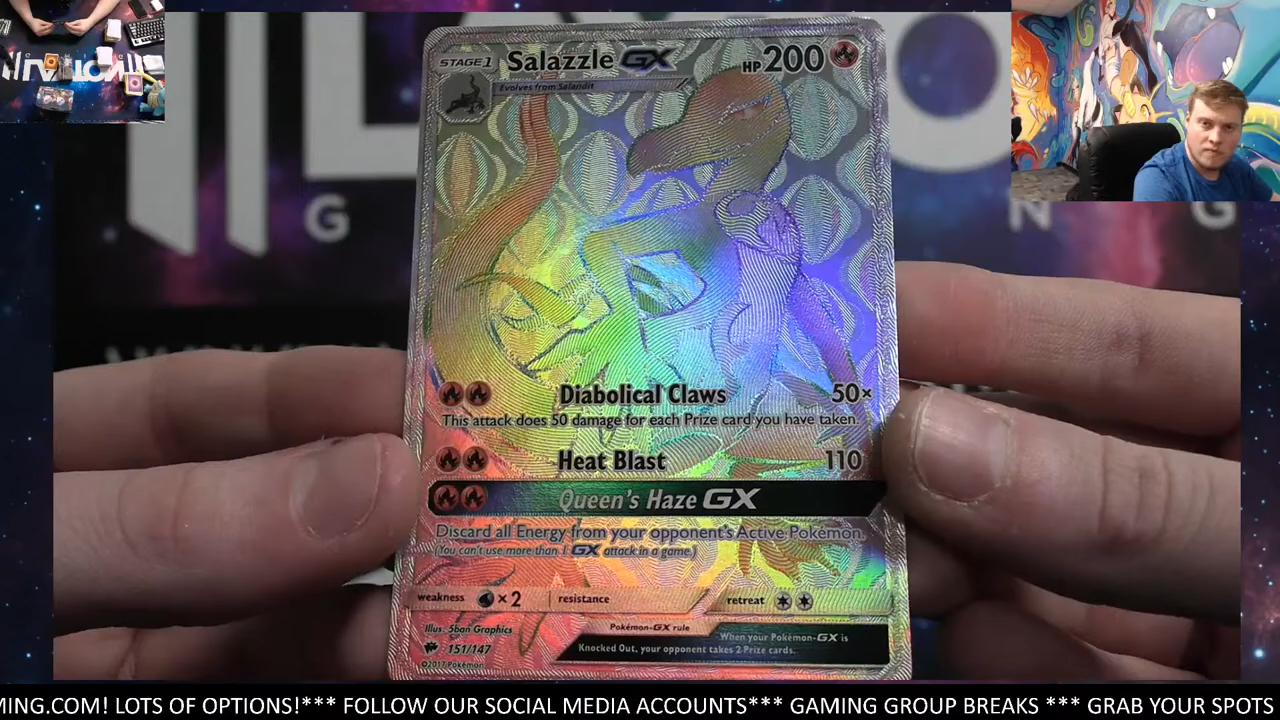 STAGE 1 Salazzle GX HP 200
Evolves from Salandit
G
N G
Diabolical Claws 50×
This attack does 50 damage for each Prize card you have taken.
Heat Blast 110
Queen's Haze GX
Discard all Energy from your opponent's Active Pokémon.
(You can't use more than 1 GX attack in a game.)
weakness × 2 resistance retreat
Illus. 5ban Graphics
151/147
©2017 Pokémon
Pokémon-GX rule
When your Pokémon-GX is
Knocked Out, your opponent takes 2 Prize cards.
MING.COM! LOTS OF OPTIONS!*** FOLLOW OUR SOCIAL MEDIA ACCOUNTS*** GAMING GROUP BREAKS *** GRAB YOUR SPOTS